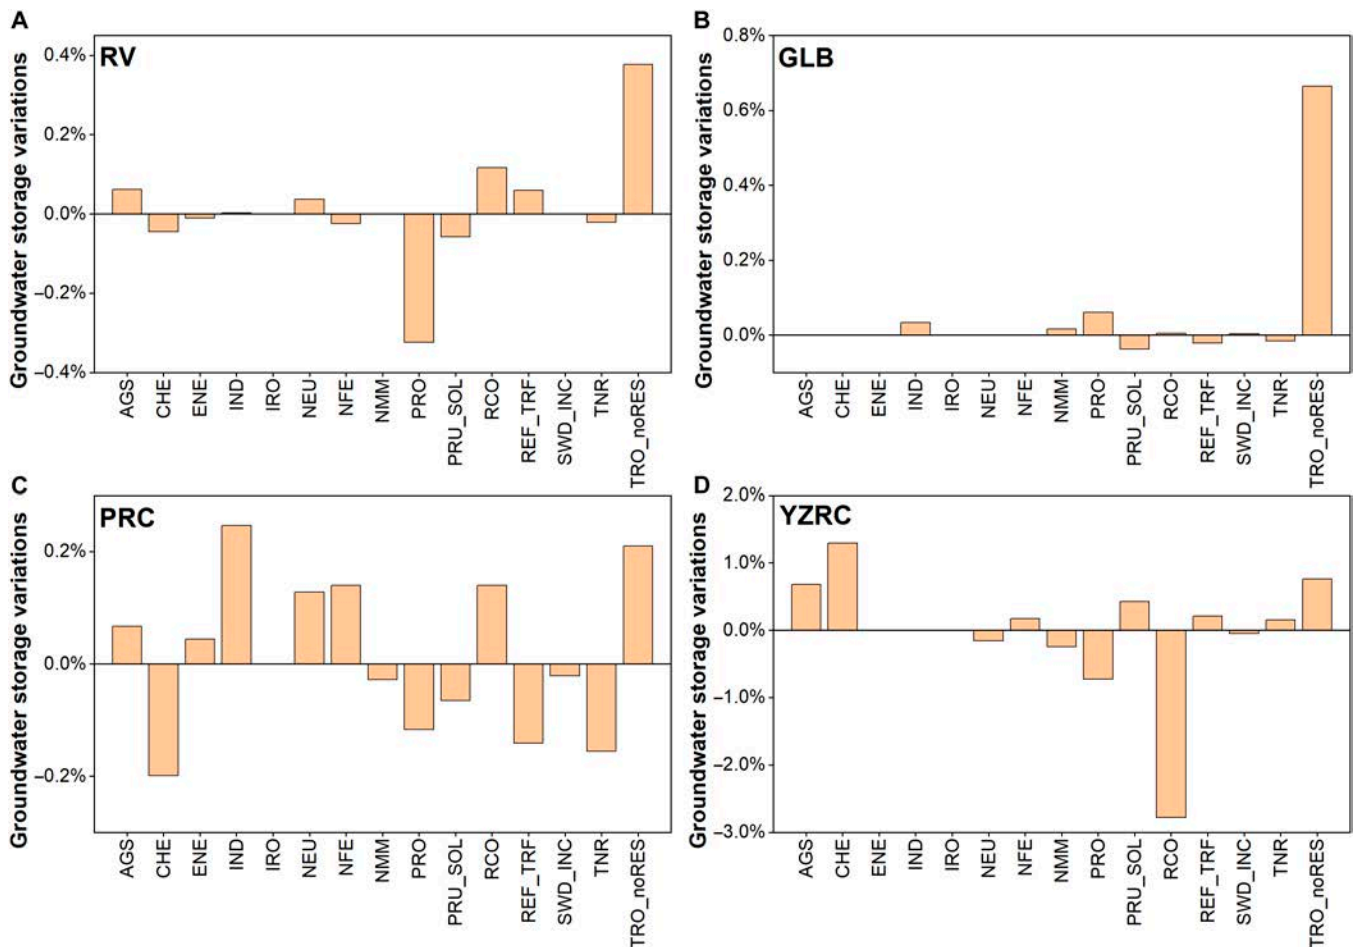 A
RV
Groundwater storage variations
0.4%
0.2%
0.0%
−0.2%
−0.4%
AGS
CHE
ENE
IND
IRO
NEU
NFE
NMM
PRO
PRU_SOL
RCO
REF_TRF
SWD_INC
TNR
TRO_noRES
B
GLB
Groundwater storage variations
0.8%
0.6%
0.4%
0.2%
0.0%
AGS
CHE
ENE
IND
IRO
NEU
NFE
NMM
PRO
PRU_SOL
RCO
REF_TRF
SWD_INC
TNR
TRO_noRES
C
PRC
Groundwater storage variations
0.2%
0.0%
−0.2%
AGS
CHE
ENE
IND
IRO
NEU
NFE
NMM
PRO
PRU_SOL
RCO
REF_TRF
SWD_INC
TNR
TRO_noRES
D
YZRC
Groundwater storage variations
2.0%
1.0%
0.0%
−1.0%
−2.0%
−3.0%
AGS
CHE
ENE
IND
IRO
NEU
NFE
NMM
PRO
PRU_SOL
RCO
REF_TRF
SWD_INC
TNR
TRO_noRES